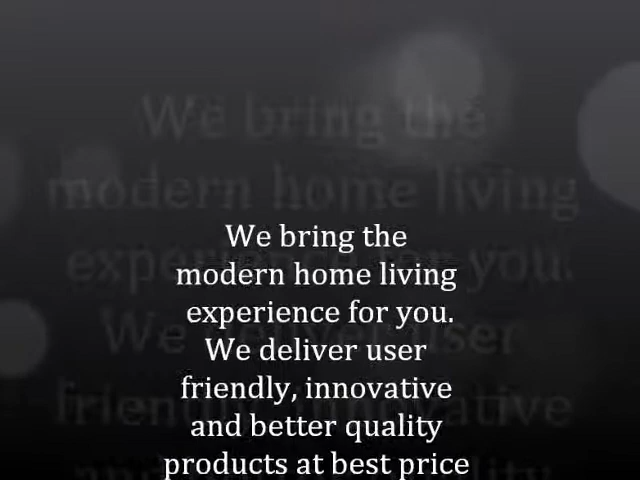 We bring the
modern home living
experience for you.
We deliver user
friendly, innovative
and better quality
products at best price